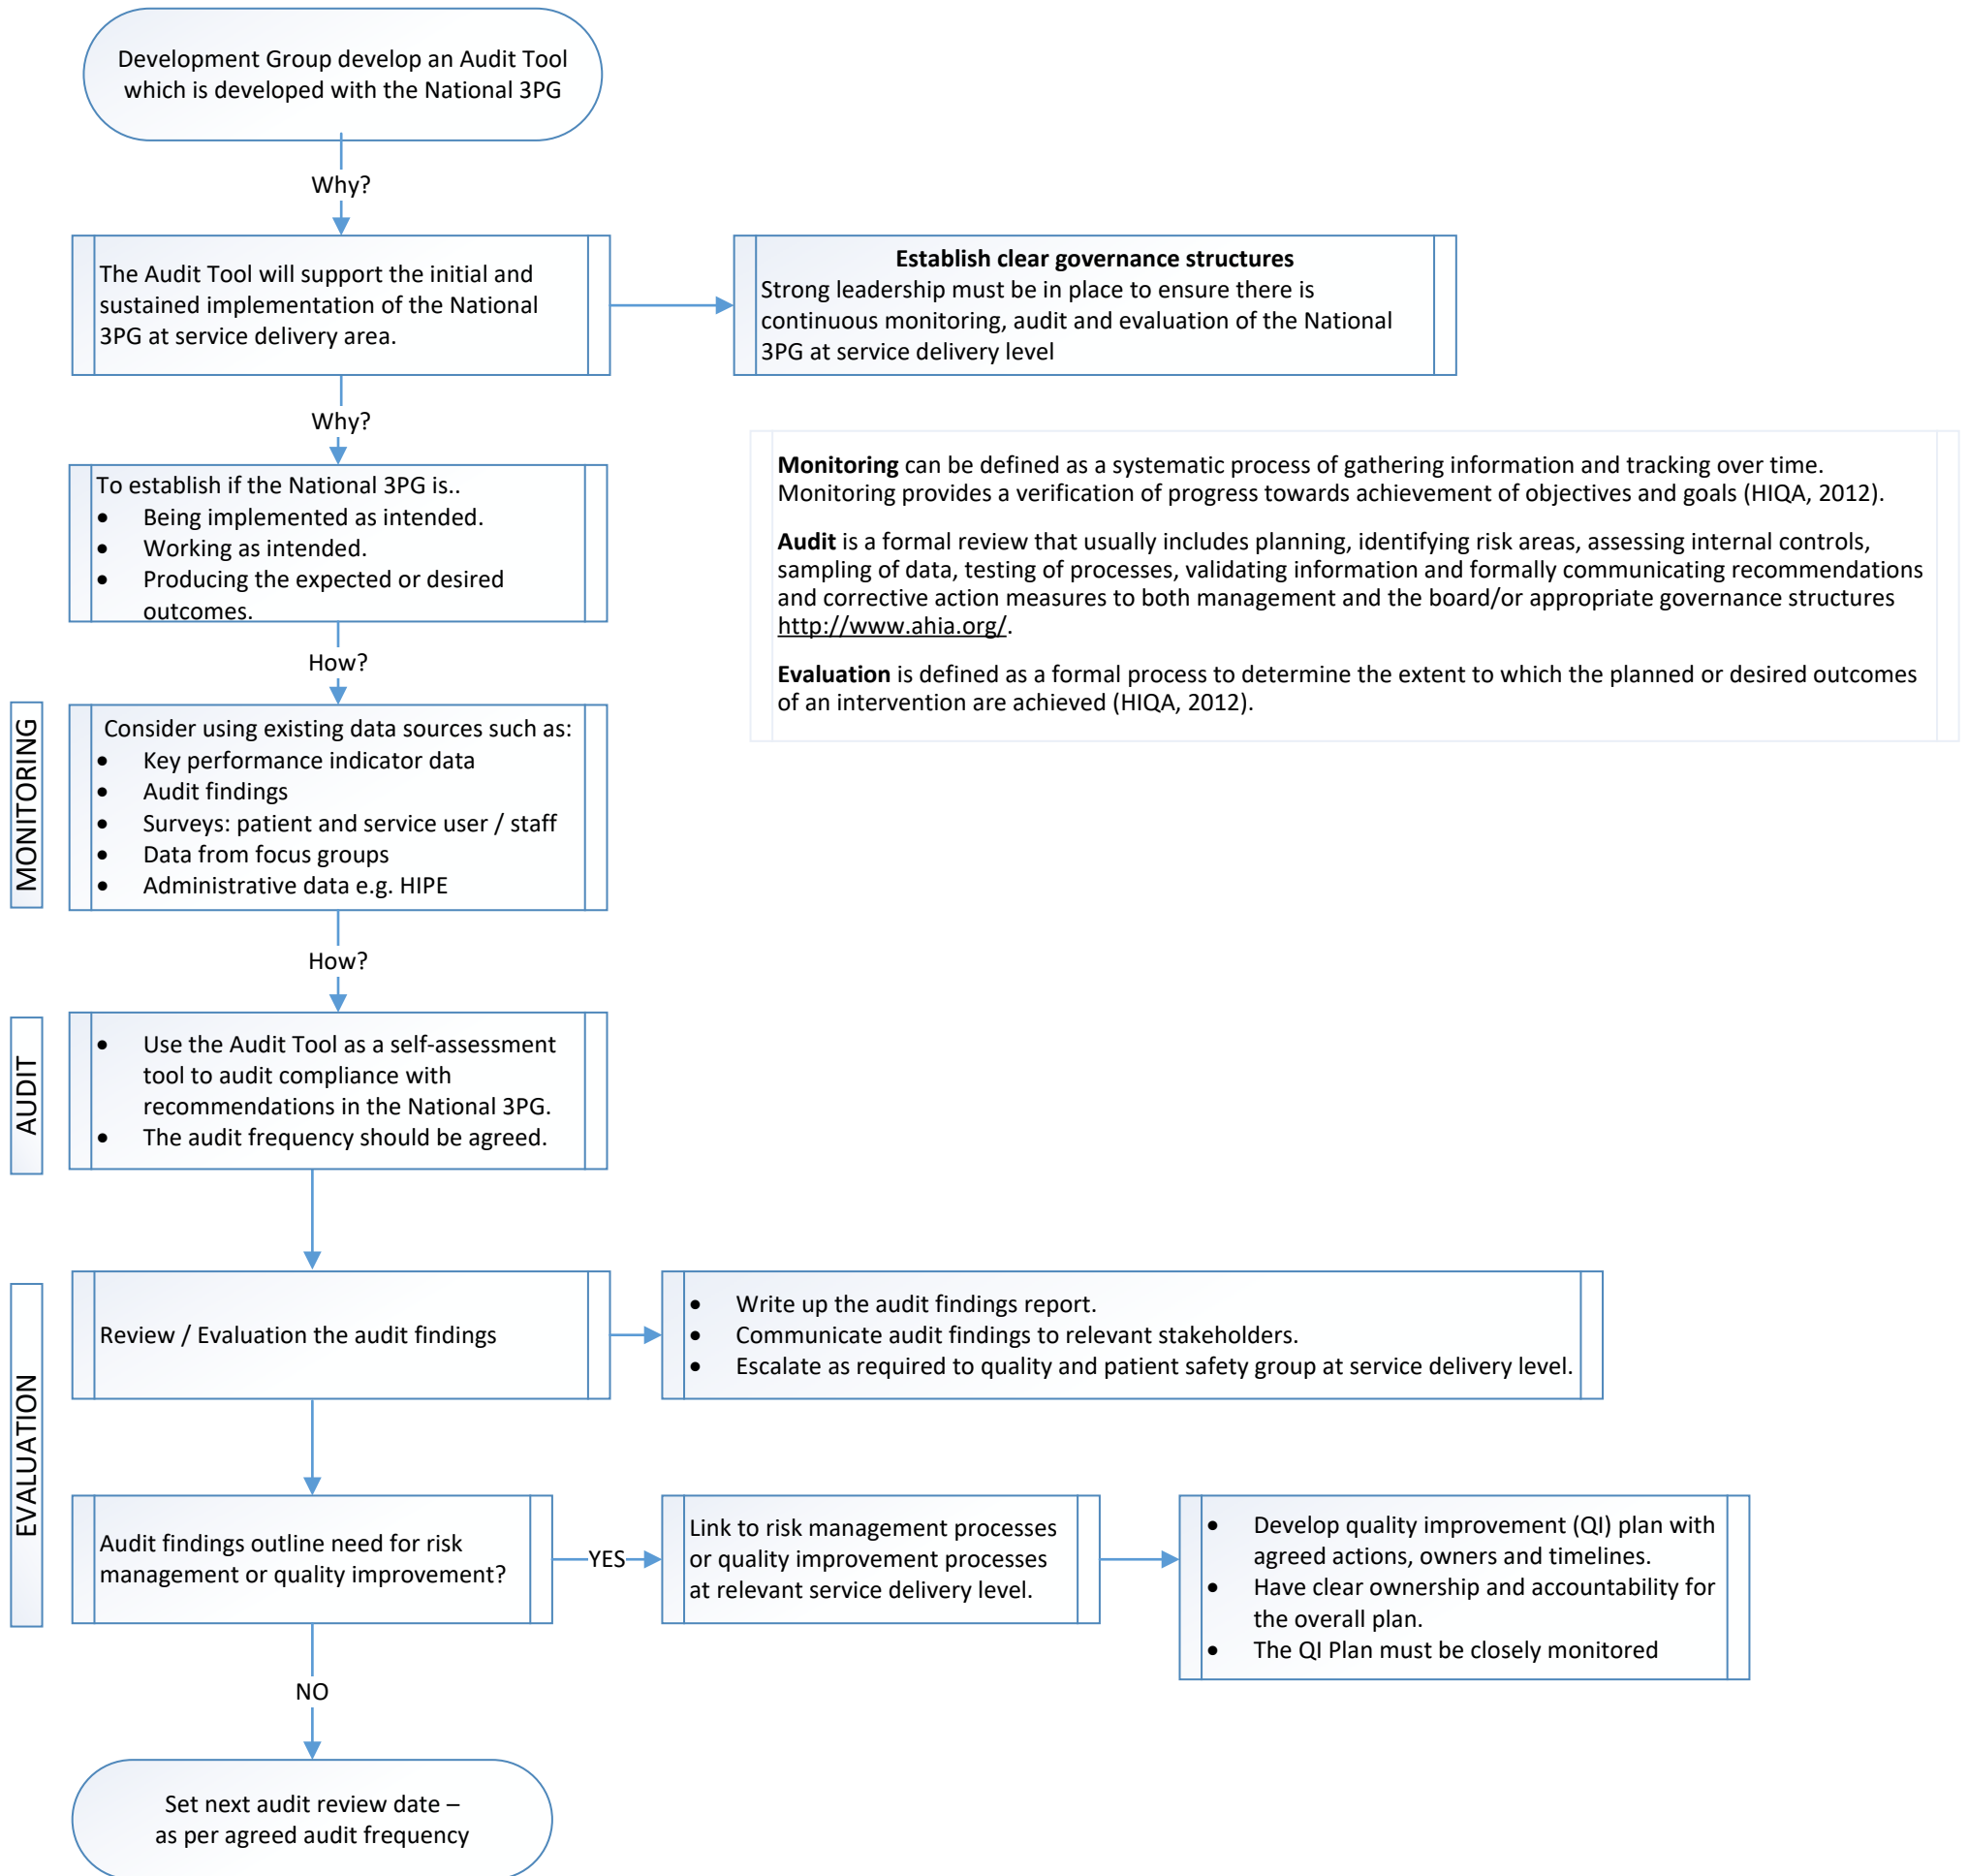 Development Group develop an Audit Tool
which is developed with the National 3PG
Why?
The Audit Tool will support the initial and
sustained implementation of the National
3PG at service delivery area.
Establish clear governance structures
Strong leadership must be in place to ensure there is
continuous monitoring, audit and evaluation of the National
3PG at service delivery level
Why?
To establish if the National 3PG is..
• Being implemented as intended.
• Working as intended.
• Producing the expected or desired
outcomes.
Monitoring can be defined as a systematic process of gathering information and tracking over time.
Monitoring provides a verification of progress towards achievement of objectives and goals (HIQA, 2012).
Audit is a formal review that usually includes planning, identifying risk areas, assessing internal controls,
sampling of data, testing of processes, validating information and formally communicating recommendations
and corrective action measures to both management and the board/or appropriate governance structures
http://www.ahia.org/.
Evaluation is defined as a formal process to determine the extent to which the planned or desired outcomes
of an intervention are achieved (HIQA, 2012).
How?
MONITORING
Consider using existing data sources such as:
• Key performance indicator data
• Audit findings
• Surveys: patient and service user / staff
• Data from focus groups
• Administrative data e.g. HIPE
How?
AUDIT
• Use the Audit Tool as a self-assessment
tool to audit compliance with
recommendations in the National 3PG.
• The audit frequency should be agreed.
EVALUATION
Review / Evaluation the audit findings
• Write up the audit findings report.
• Communicate audit findings to relevant stakeholders.
• Escalate as required to quality and patient safety group at service delivery level.
Audit findings outline need for risk
management or quality improvement?
YES
Link to risk management processes
or quality improvement processes
at relevant service delivery level.
• Develop quality improvement (QI) plan with
agreed actions, owners and timelines.
• Have clear ownership and accountability for
the overall plan.
• The QI Plan must be closely monitored
NO
Set next audit review date –
as per agreed audit frequency